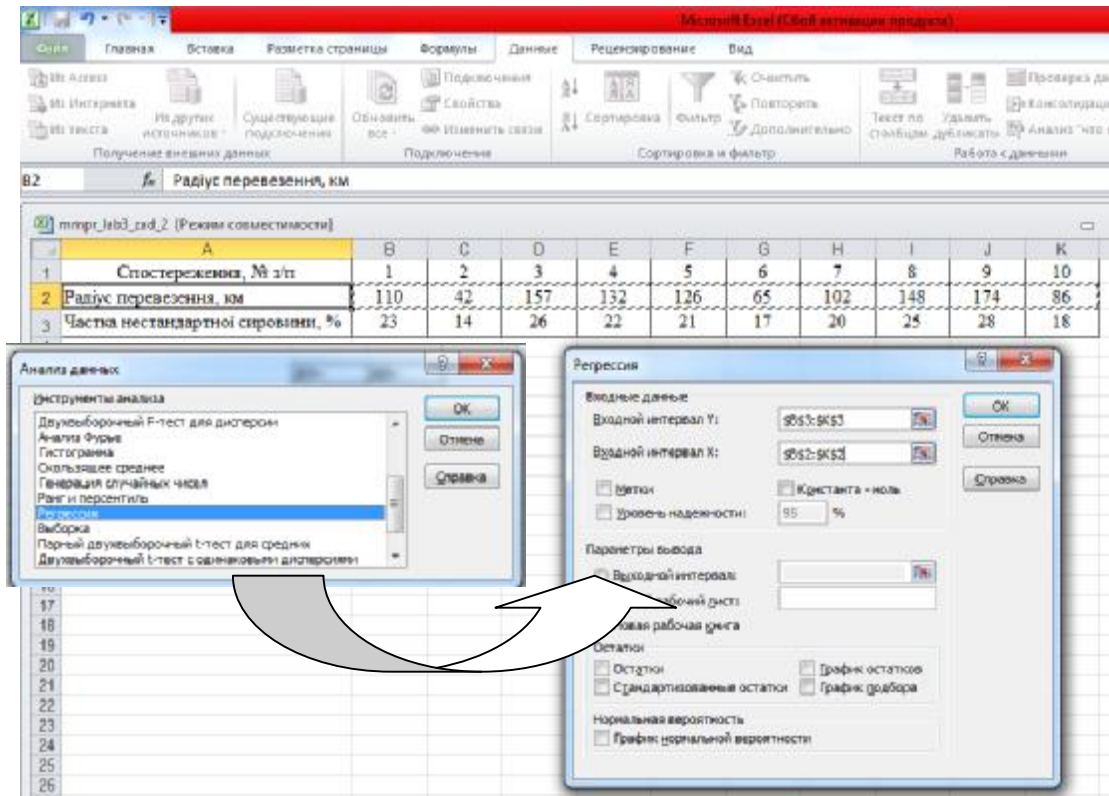 Microsoft Excel (Сбой активации продукта)
Файл Главная Вставка Разметка страницы Формулы Данные Рецензирование Вид
Из Access
Из Интернета
Из текста
Из других источников
Существующие подключения
Получение внешних данных
Обновить все
Подключения
Свойства
Изменить связи
Подключения
Сортировка
Фильтр
Очистить
Повторить
Дополнительно
Сортировка и фильтр
Текст по столбцам
Удалить дубликаты
Проверка да
Консолидаци
Анализ "что
Работа с данными
B2 fx Радіус перевезення, км
mmpr_lab3_zad_2 [Режим совместимости]
A B C D E F G H I J K
1 Спостереження, № з/п 1 2 3 4 5 6 7 8 9 10
2 Радіус перевезення, км 110 42 157 132 126 65 102 148 174 86
3 Частка нестандартної сировини, % 23 14 26 22 21 17 20 25 28 18
Анализ данных
Инструменты анализа
Двухвыборочный F-тест для дисперсии
Анализ Фурье
Гистограмма
Скользящее среднее
Генерация случайных чисел
Ранг и персентиль
Регрессия
Выборка
Парный двухвыборочный t-тест для средних
Двухвыборочный t-тест с одинаковыми дисперсиями
OK
Отмена
Справка
Регрессия
Входные данные
Входной интервал Y: $B$3:$K$3
Входной интервал X: $B$2:$K$2
Метки Константа - ноль
Уровень надежности: 95 %
Параметры вывода
Выходной интервал:
рабочий лист:
Новая рабочая книга
Остатки
Остатки График остатков
Стандартизованные остатки График подбора
Нормальная вероятность
График нормальной вероятности
OK
Отмена
Справка
17
18
19
20
21
22
23
24
25
26